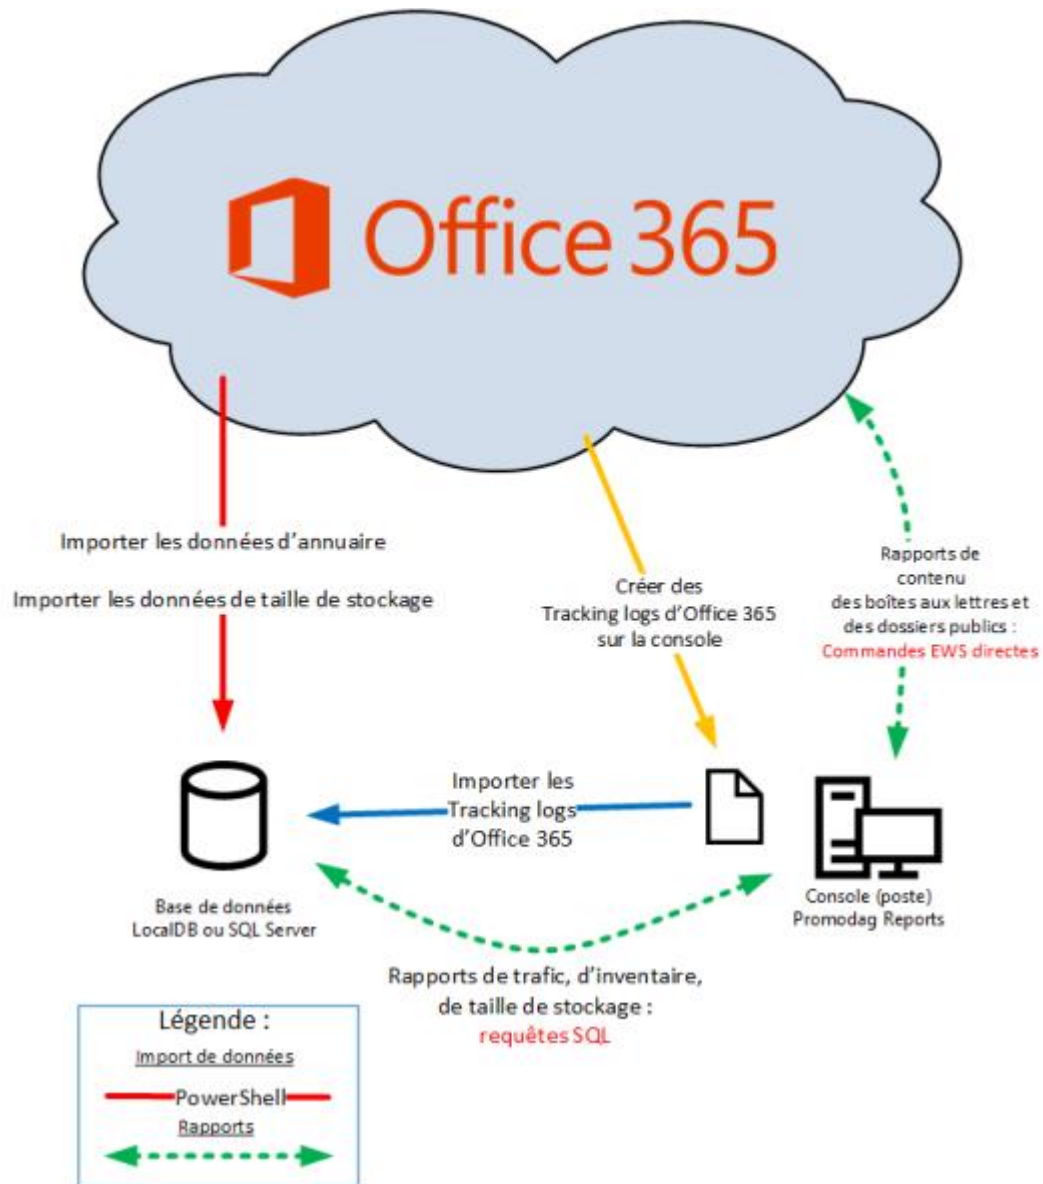 Office 365
Importer les données d'annuaire
Importer les données de taille de stockage
Créer des
Tracking logs d'Office 365
sur la console
Rapports de
contenu
des boîtes aux lettres et
des dossiers publics :
Commandes EWS directes
Importer les
Tracking logs
d'Office 365
Base de données
LocalDB ou SQL Server
Console (poste)
Promodag Reports
Rapports de trafic, d'inventaire,
de taille de stockage :
requêtes SQL
Légende :
Import de données
PowerShell
Rapports